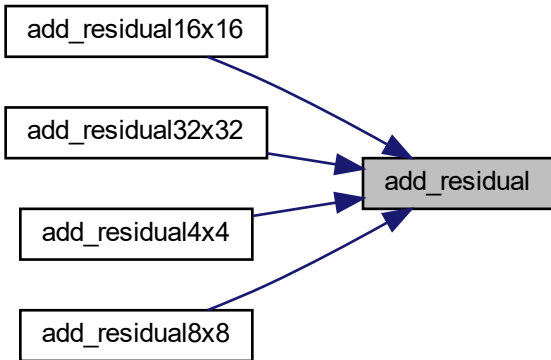 add_residual16x16
add_residual32x32
add_residual
add_residual4x4
add_residual8x8